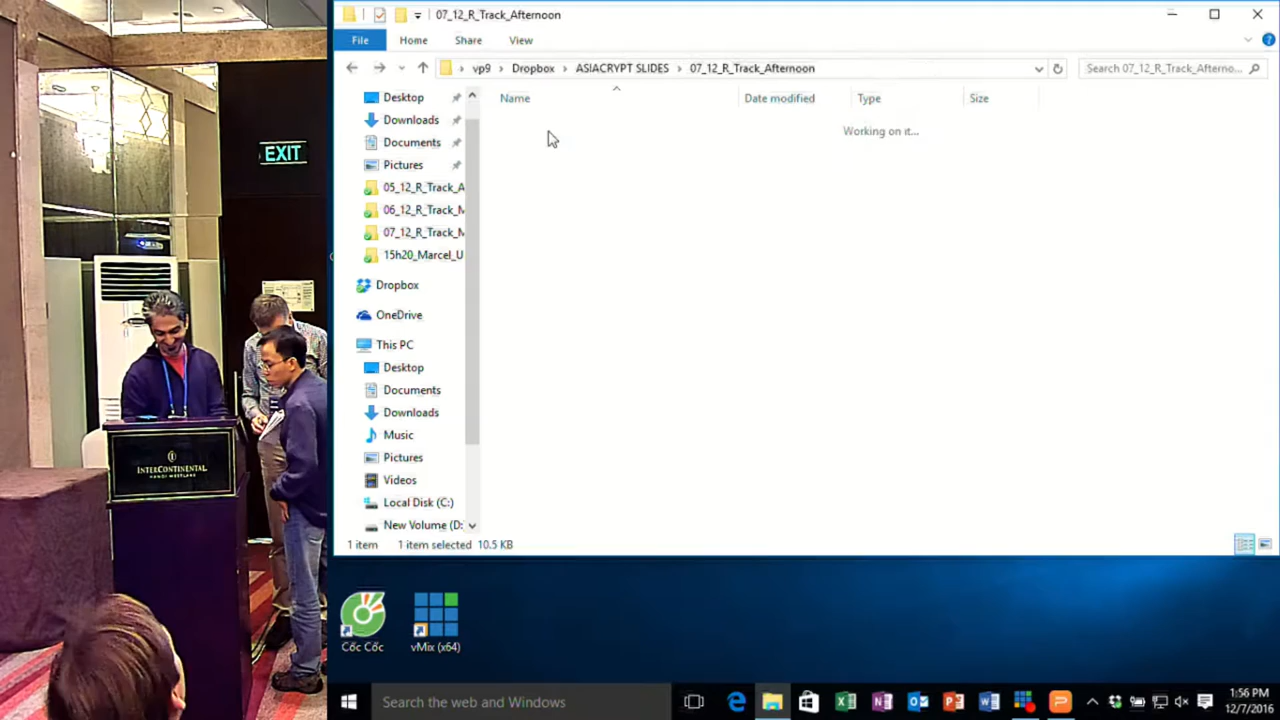 07_12_R_Track_Afternoon
File
Home
Share
View
vp9
Dropbox
ASIACRYPT SLIDES
07_12_R_Track_Afternoon
Search 07_12_R_Track_Afterno...
Name
Date modified
Type
Size
Working on it...
Desktop
Downloads
Documents
Pictures
05_12_R_Track_A
06_12_R_Track_M
07_12_R_Track_M
15h20_Marcel_U
Dropbox
OneDrive
This PC
Desktop
Documents
Downloads
Music
Pictures
Videos
Local Disk (C:)
New Volume (D:
1 item
1 item selected
10.5 KB
EXIT
INTERCONTINENTAL
HANOI WESTLAKE
Cốc Cốc
vMix (x64)
Search the web and Windows
1:56 PM
12/7/2016